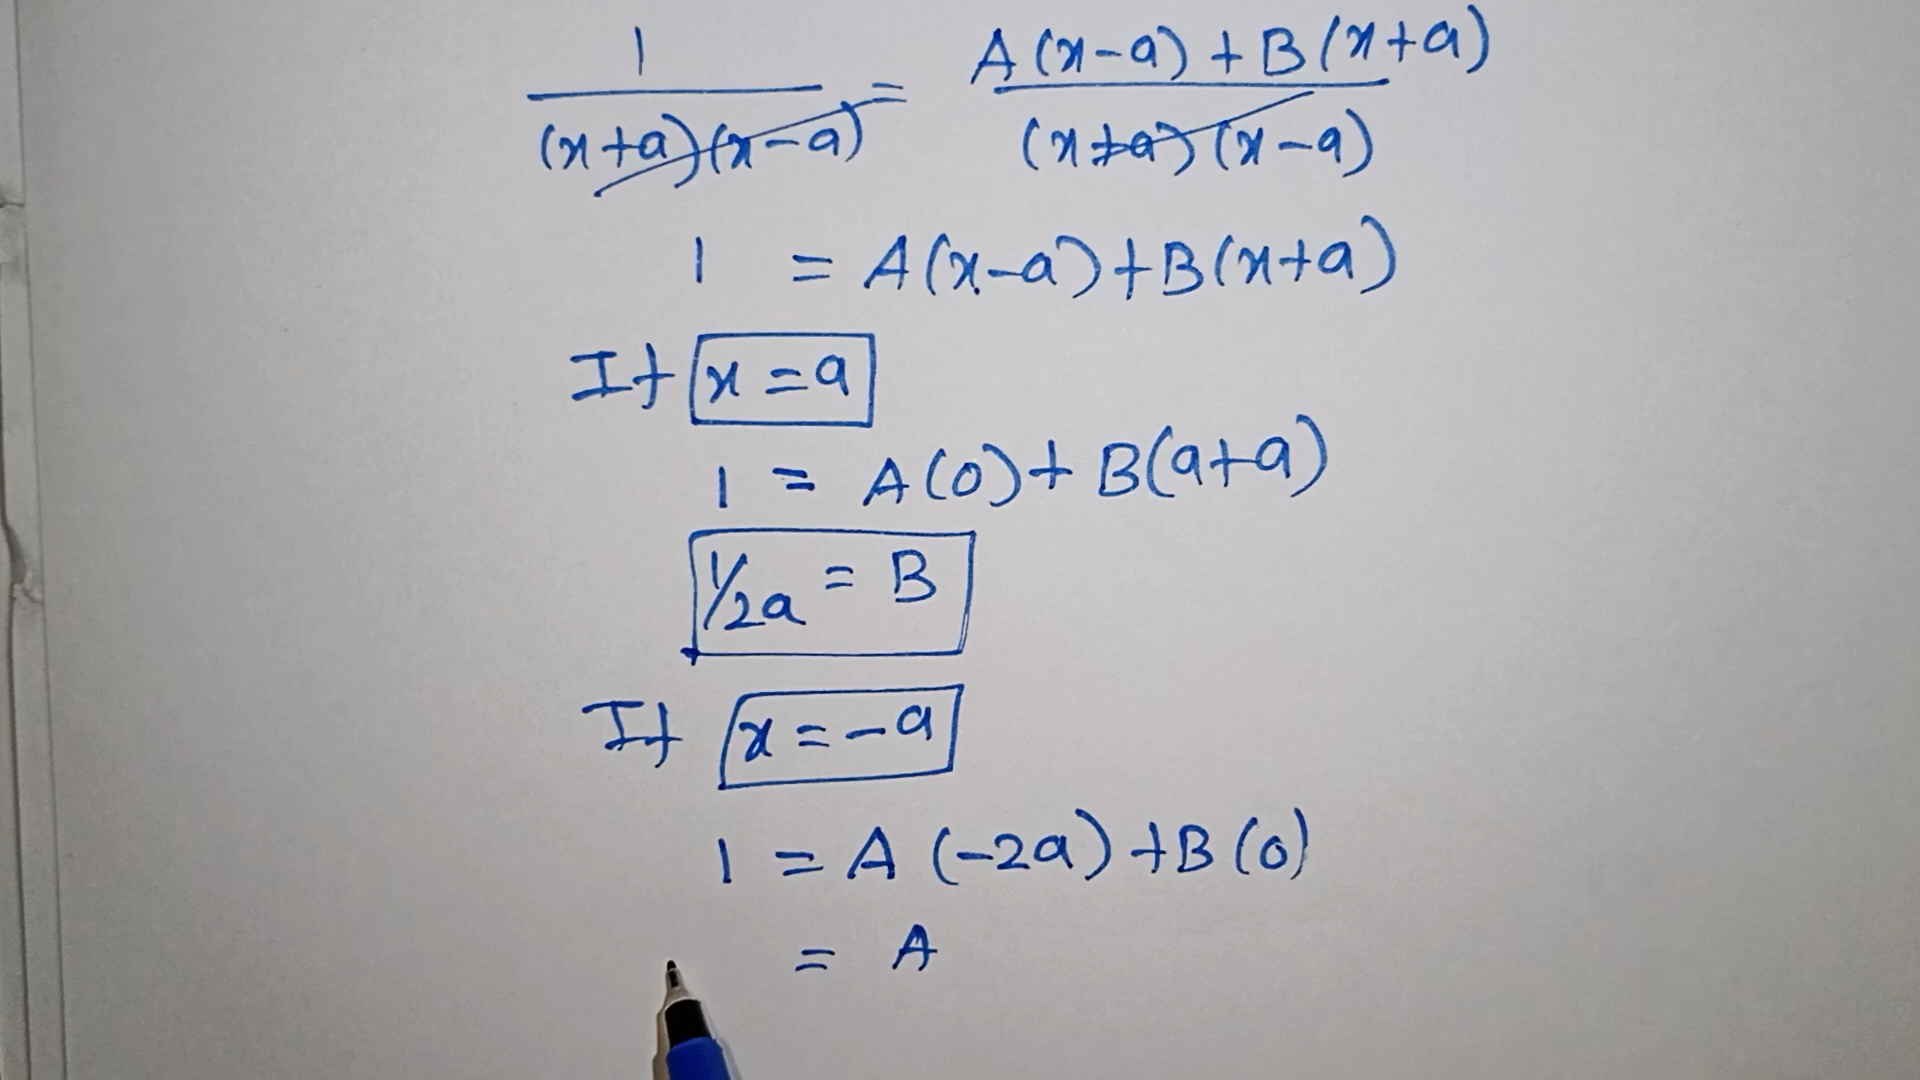 1/((x+a)(x-a)) = (A(x-a)+B(x+a))/((x+a)(x-a))
1 = A(x-a)+B(x+a)
If x=a
1 = A(0)+B(a+a)
1/2a = B
If x=-a
1 = A(-2a)+B(0)
= A